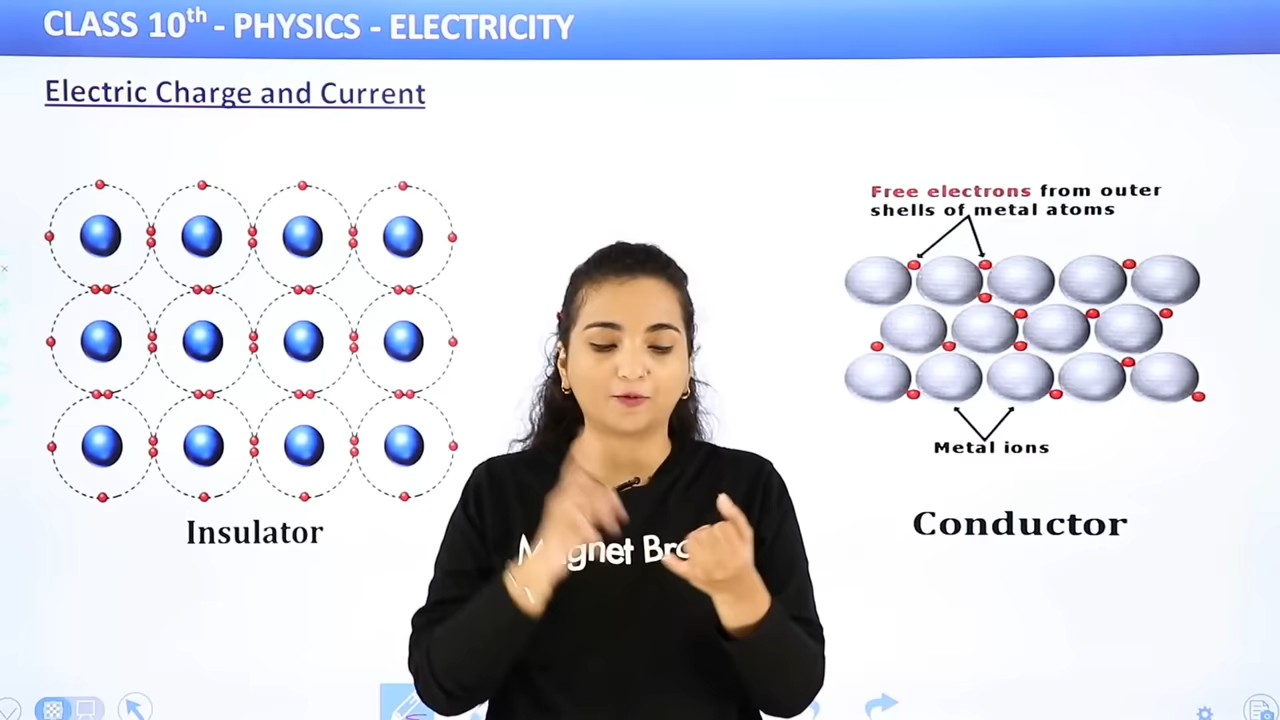 CLASS 10th - PHYSICS - ELECTRICITY
Electric Charge and Current
Free electrons from outer
shells of metal atoms
Metal ions
Insulator
Conductor